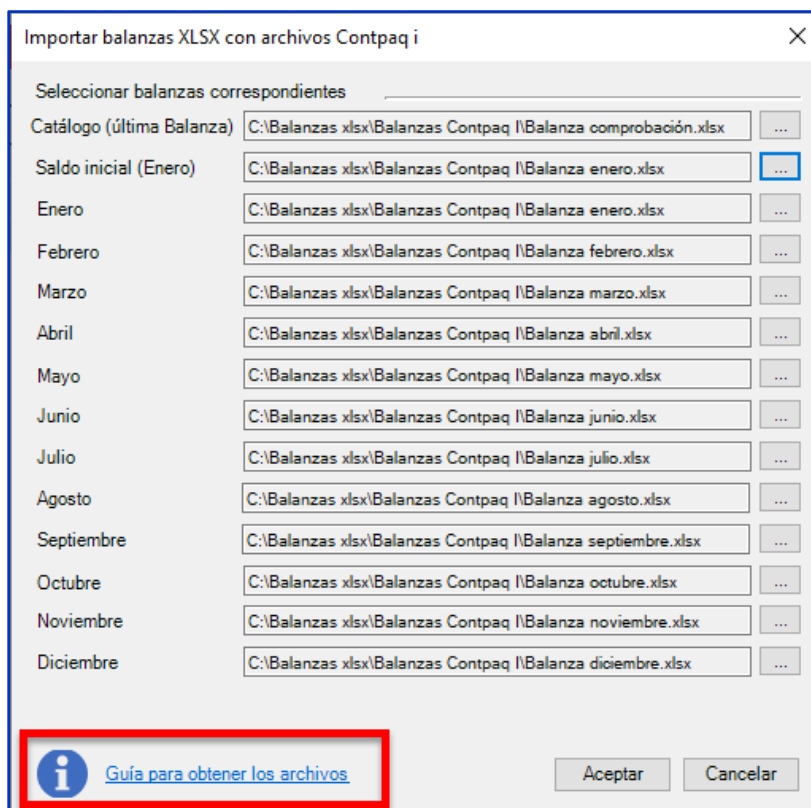 Importar balanzas XLSX con archivos Contpaq i
Seleccionar balanzas correspondientes
Catálogo (última Balanza) C:\Balanzas xlsx\Balanzas Contpaq I\Balanza comprobación.xlsx ...
Saldo inicial (Enero) C:\Balanzas xlsx\Balanzas Contpaq I\Balanza enero.xlsx ...
Enero C:\Balanzas xlsx\Balanzas Contpaq I\Balanza enero.xlsx ...
Febrero C:\Balanzas xlsx\Balanzas Contpaq I\Balanza febrero.xlsx ...
Marzo C:\Balanzas xlsx\Balanzas Contpaq I\Balanza marzo.xlsx ...
Abril C:\Balanzas xlsx\Balanzas Contpaq I\Balanza abril.xlsx ...
Mayo C:\Balanzas xlsx\Balanzas Contpaq I\Balanza mayo.xlsx ...
Junio C:\Balanzas xlsx\Balanzas Contpaq I\Balanza junio.xlsx ...
Julio C:\Balanzas xlsx\Balanzas Contpaq I\Balanza julio.xlsx ...
Agosto C:\Balanzas xlsx\Balanzas Contpaq I\Balanza agosto.xlsx ...
Septiembre C:\Balanzas xlsx\Balanzas Contpaq I\Balanza septiembre.xlsx ...
Octubre C:\Balanzas xlsx\Balanzas Contpaq I\Balanza octubre.xlsx ...
Noviembre C:\Balanzas xlsx\Balanzas Contpaq I\Balanza noviembre.xlsx ...
Diciembre C:\Balanzas xlsx\Balanzas Contpaq I\Balanza diciembre.xlsx ...
i Guía para obtener los archivos Aceptar Cancelar